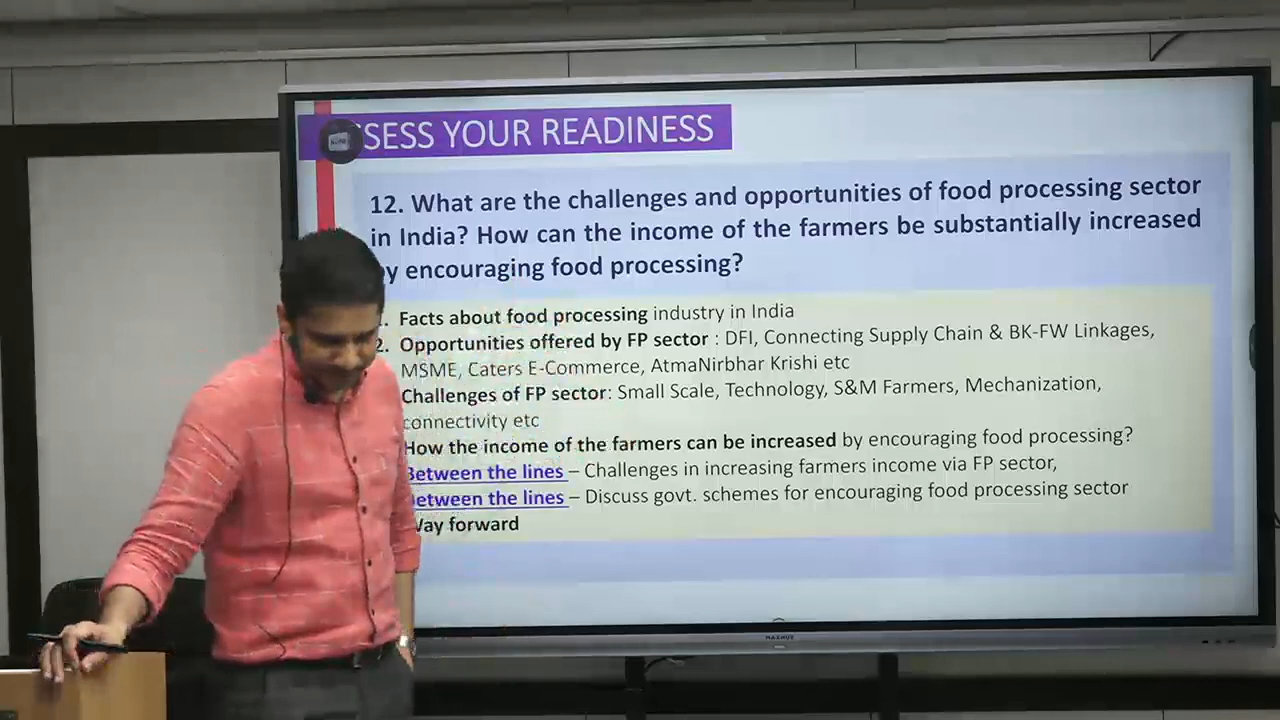 SESS YOUR READINESS
12. What are the challenges and opportunities of food processing sector
in India? How can the income of the farmers be substantially increased
y encouraging food processing?
. Facts about food processing industry in India
2. Opportunities offered by FP sector : DFI, Connecting Supply Chain & BK-FW Linkages,
MSME, Caters E-Commerce, AtmaNirbhar Krishi etc
Challenges of FP sector: Small Scale, Technology, S&M Farmers, Mechanization,
connectivity etc
How the income of the farmers can be increased by encouraging food processing?
Between the lines – Challenges in increasing farmers income via FP sector,
etween the lines – Discuss govt. schemes for encouraging food processing sector
Way forward